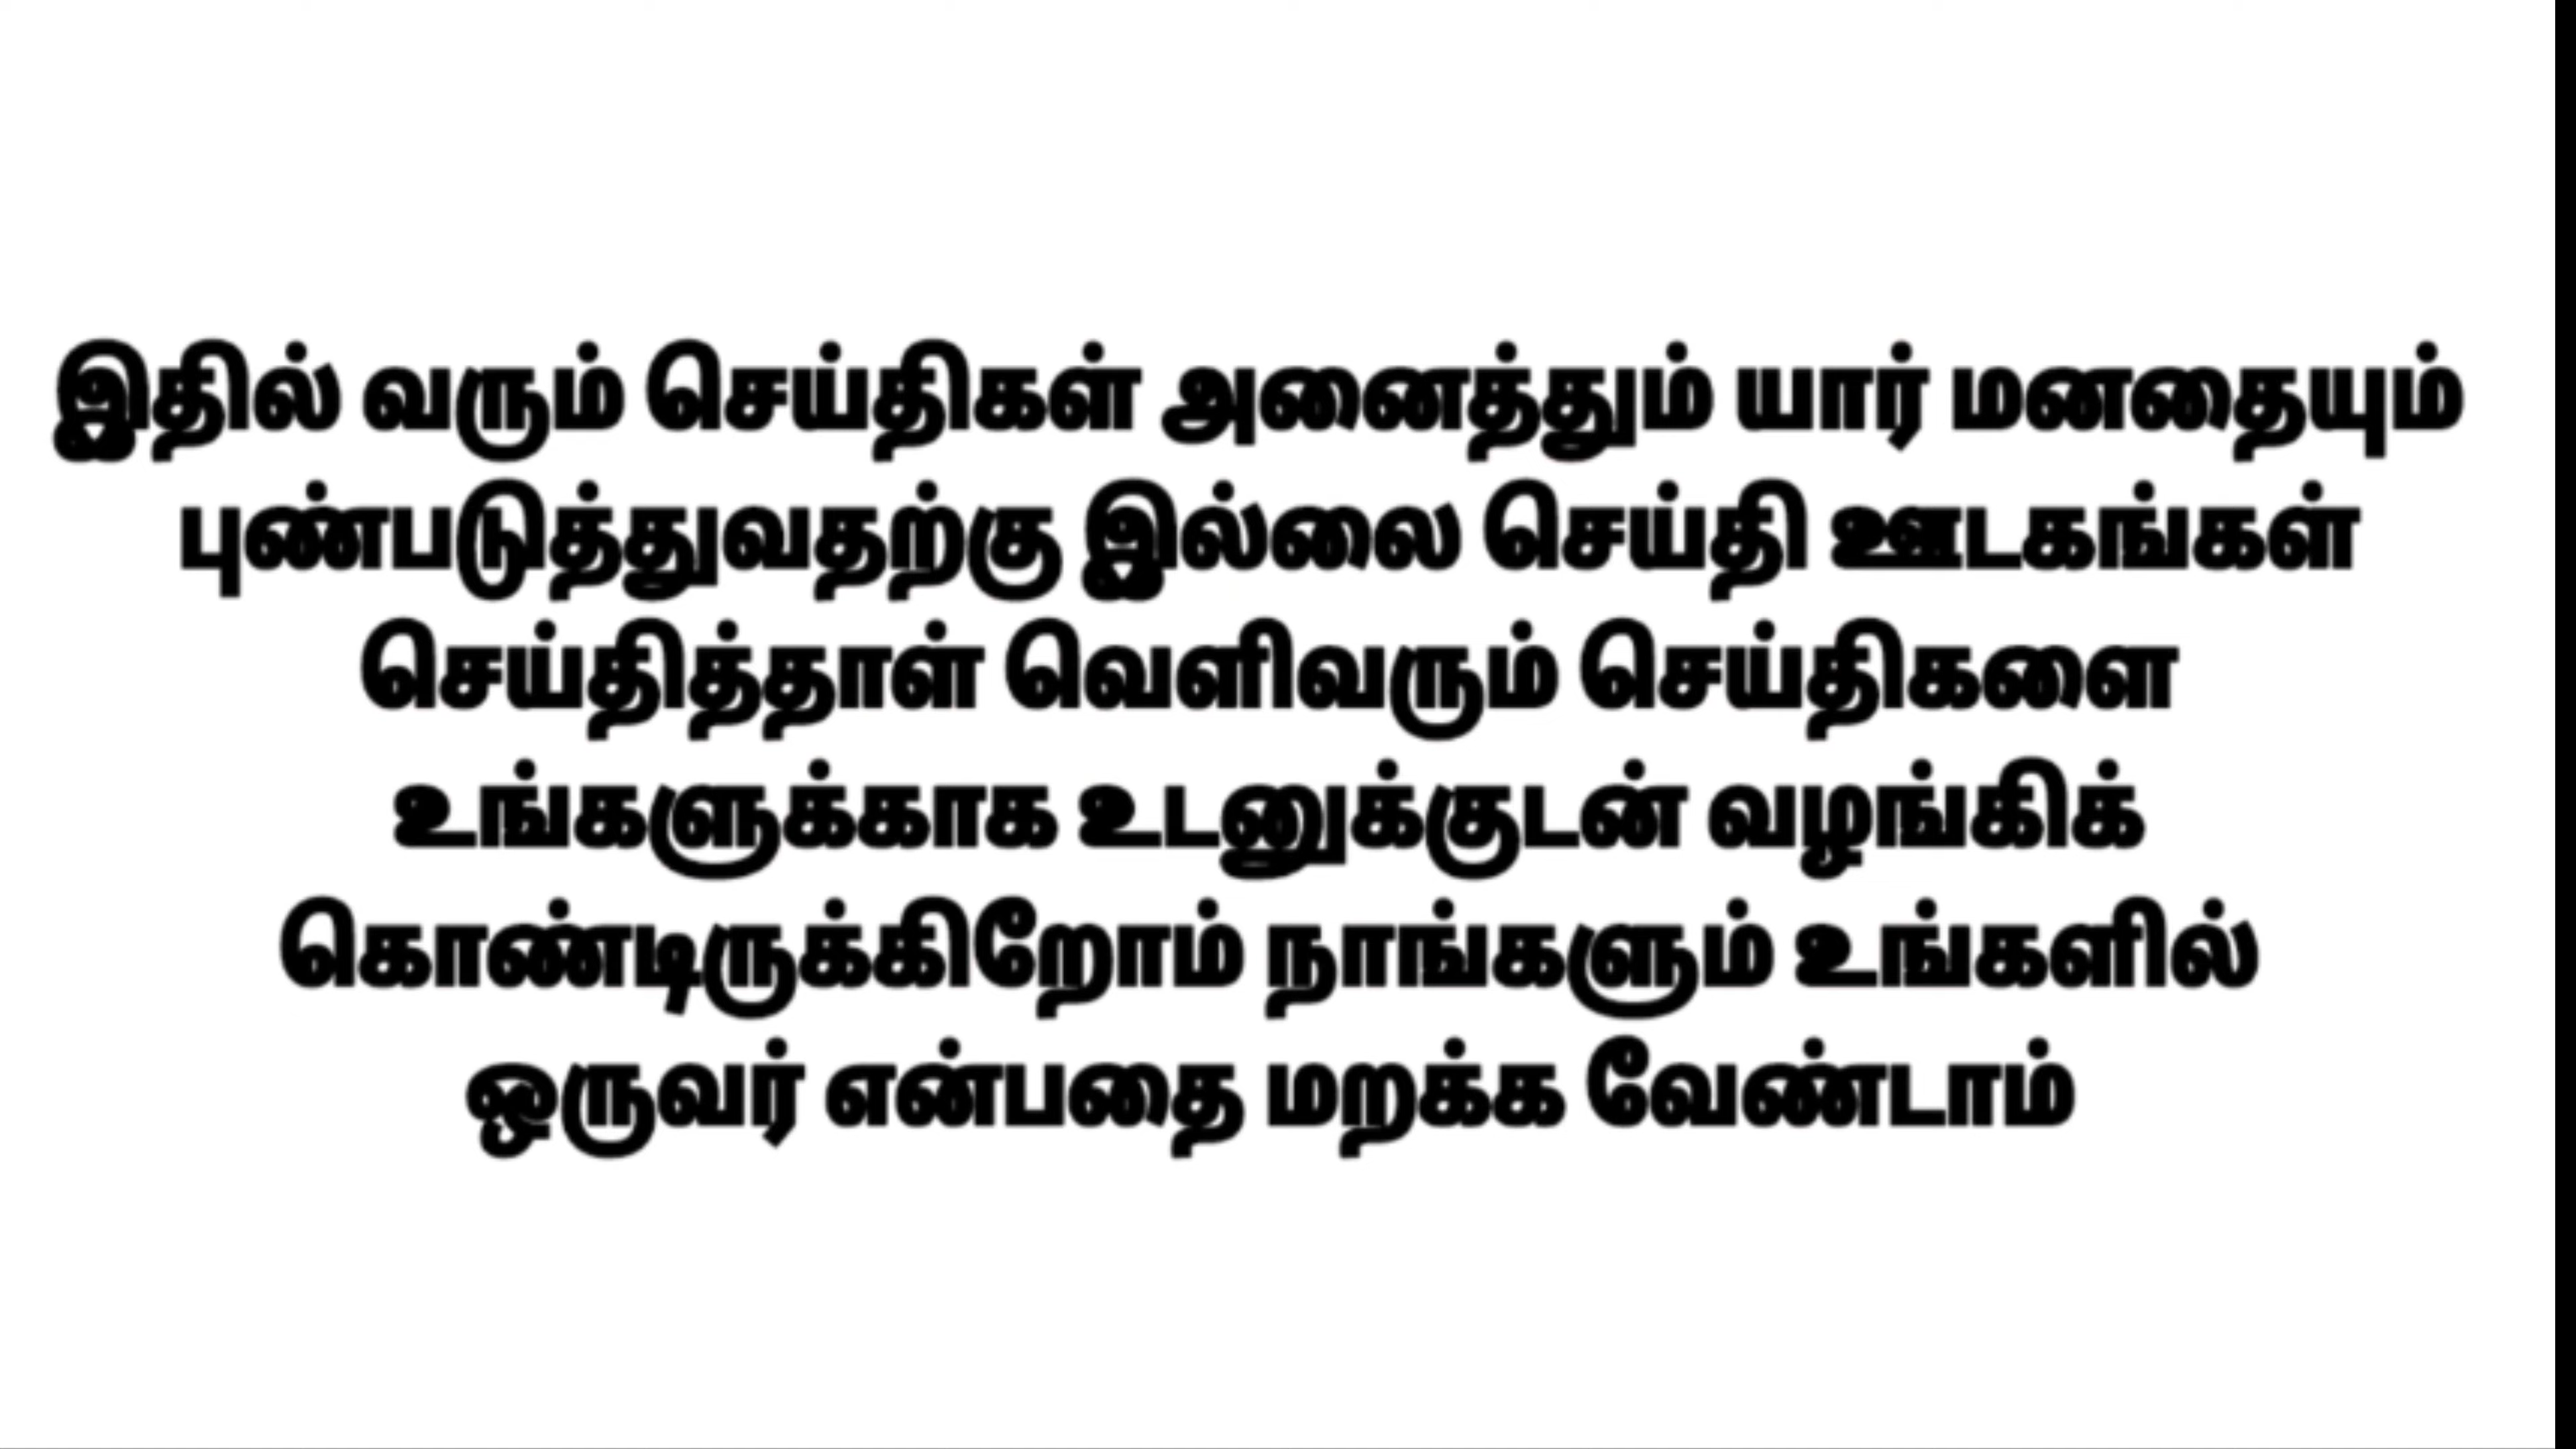 இதில் வரும் செய்திகள் அனைத்தும் யார் மனதையும்
புண்படுத்துவதற்கு இல்லை செய்தி ஊடகங்கள்
செய்தித்தாள் வெளிவரும் செய்திகளை
உங்களுக்காக உடனுக்குடன் வழங்கிக்
கொண்டிருக்கிறோம் நாங்களும் உங்களில்
ஒருவர் என்பதை மறக்க வேண்டாம்